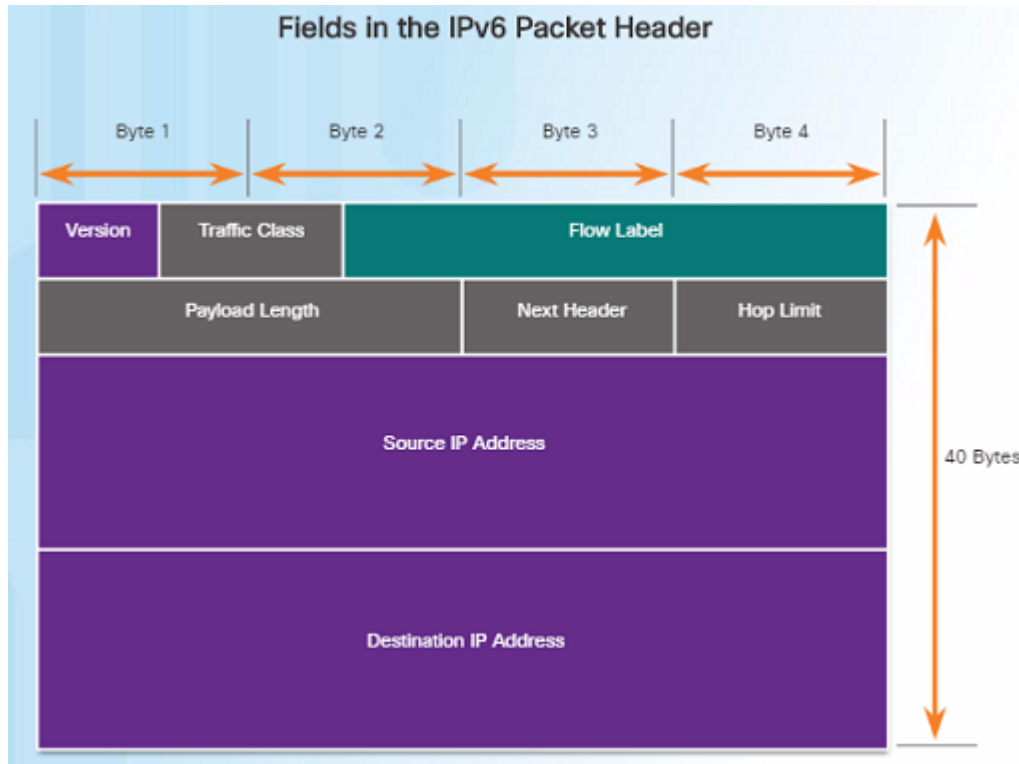 Fields in the IPv6 Packet Header
Byte 1 Byte 2 Byte 3 Byte 4
Version Traffic Class Flow Label
Payload Length Next Header Hop Limit
Source IP Address
40 Bytes
Destination IP Address